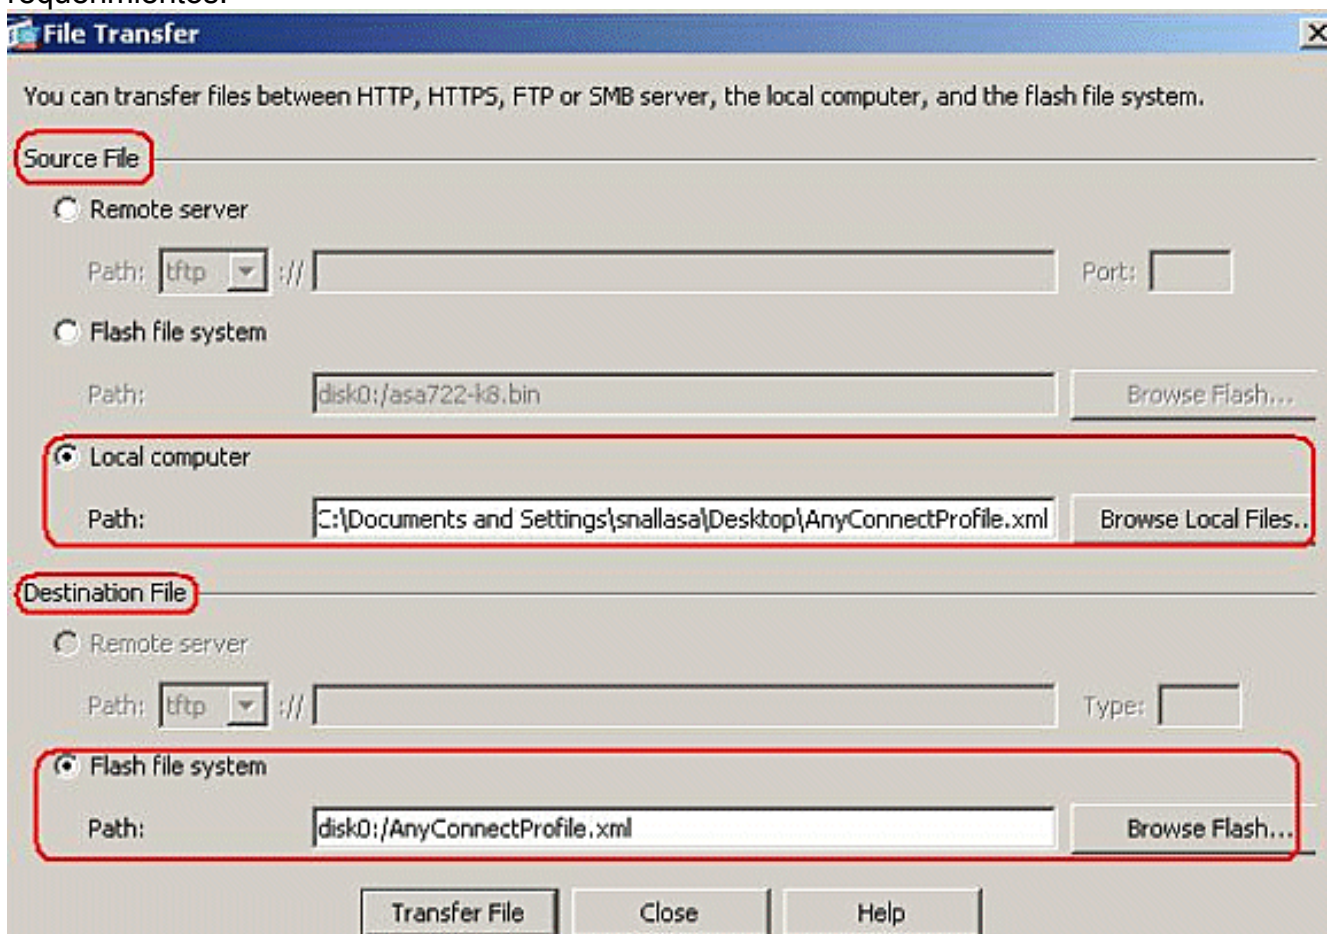 requerimientos.
File Transfer
You can transfer files between HTTP, HTTPS, FTP or SMB server, the local computer, and the flash file system.
Source File
Remote server
Path: tftp :// Port:
Flash file system
Path: disk0:/asa722-k8.bin Browse Flash...
Local computer
Path: C:\Documents and Settings\snallasa\Desktop\AnyConnectProfile.xml Browse Local Files..
Destination File
Remote server
Path: tftp :// Type:
Flash file system
Path: disk0:/AnyConnectProfile.xml Browse Flash...
Transfer File Close Help